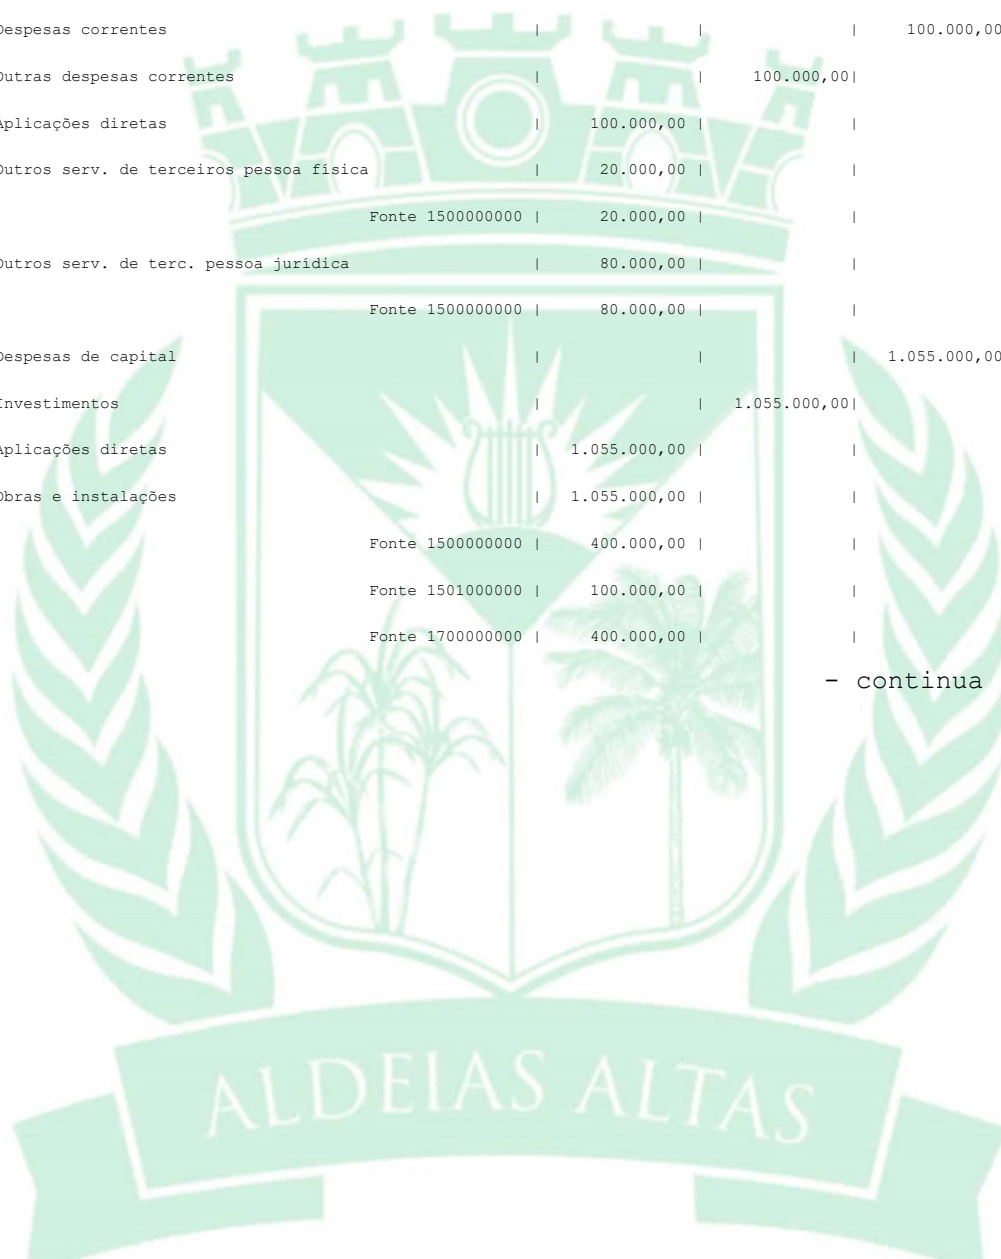 Despesas correntes | | | 100.000,00
Outras despesas correntes | | 100.000,00|
Aplicações diretas | 100.000,00 | |
Outros serv. de terceiros pessoa física | 20.000,00 | |
Fonte 1500000000 | 20.000,00 | |
Outros serv. de terc. pessoa jurídica | 80.000,00 | |
Fonte 1500000000 | 80.000,00 | |
Despesas de capital | | | 1.055.000,00
Investimentos | | 1.055.000,00|
Aplicações diretas | 1.055.000,00 | |
Obras e instalações | 1.055.000,00 | |
Fonte 1500000000 | 400.000,00 | |
Fonte 1501000000 | 100.000,00 | |
Fonte 1700000000 | 400.000,00 | |
- continua
ALDEIAS ALTAS